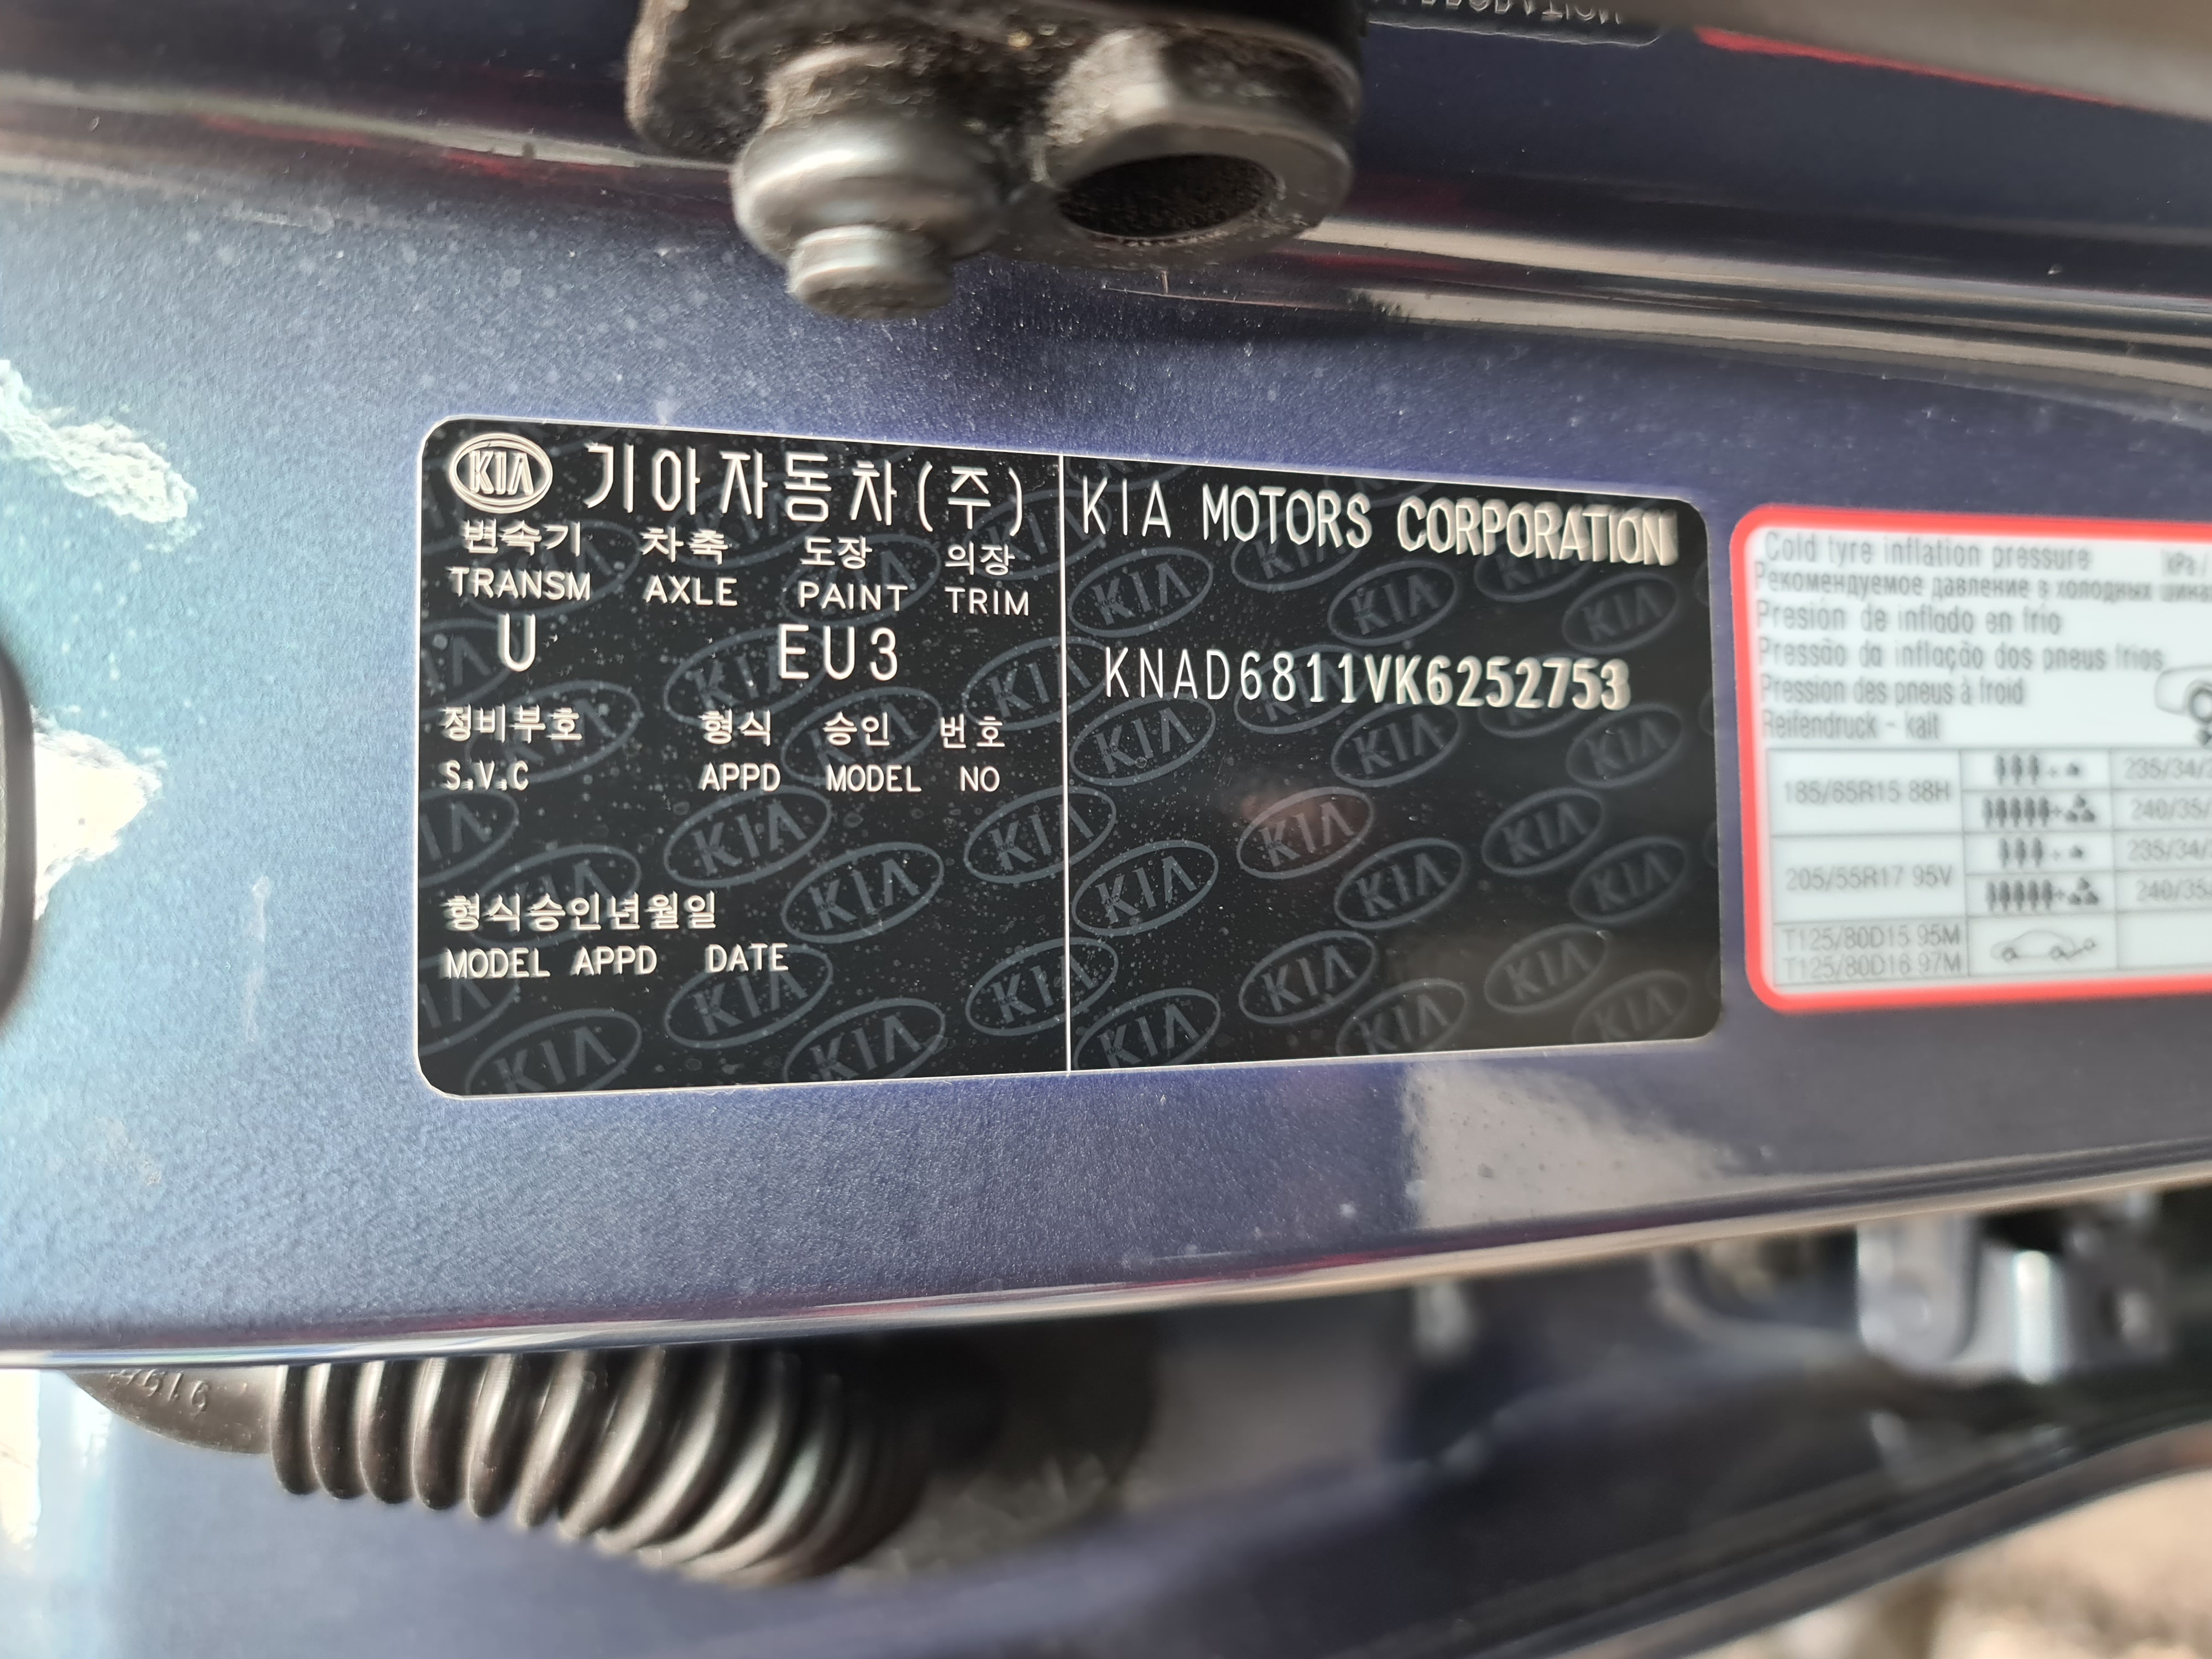 KIA 기아자동차(주)
변속기 차축 도장 의장
TRANSM AXLE PAINT TRIM
U EU3
정비부호 형식 승인 번호
S.V.C APPD MODEL NO
형식승인년월일
MODEL APPD DATE
KIA MOTORS CORPORATION
KNAD6811VK6252753
Cold tyre inflation pressure kPa /
Рекомендуемое давление в холодных шинах
Presión de inflado en frío
Pressão da inflação dos pneus frios
Pression des pneus à froid
Reifendruck - kalt
185/65R15 88H 235/34/
240/35
205/55R17 95V 235/34/
240/35
T125/80D15 95M
T125/80D16 97M